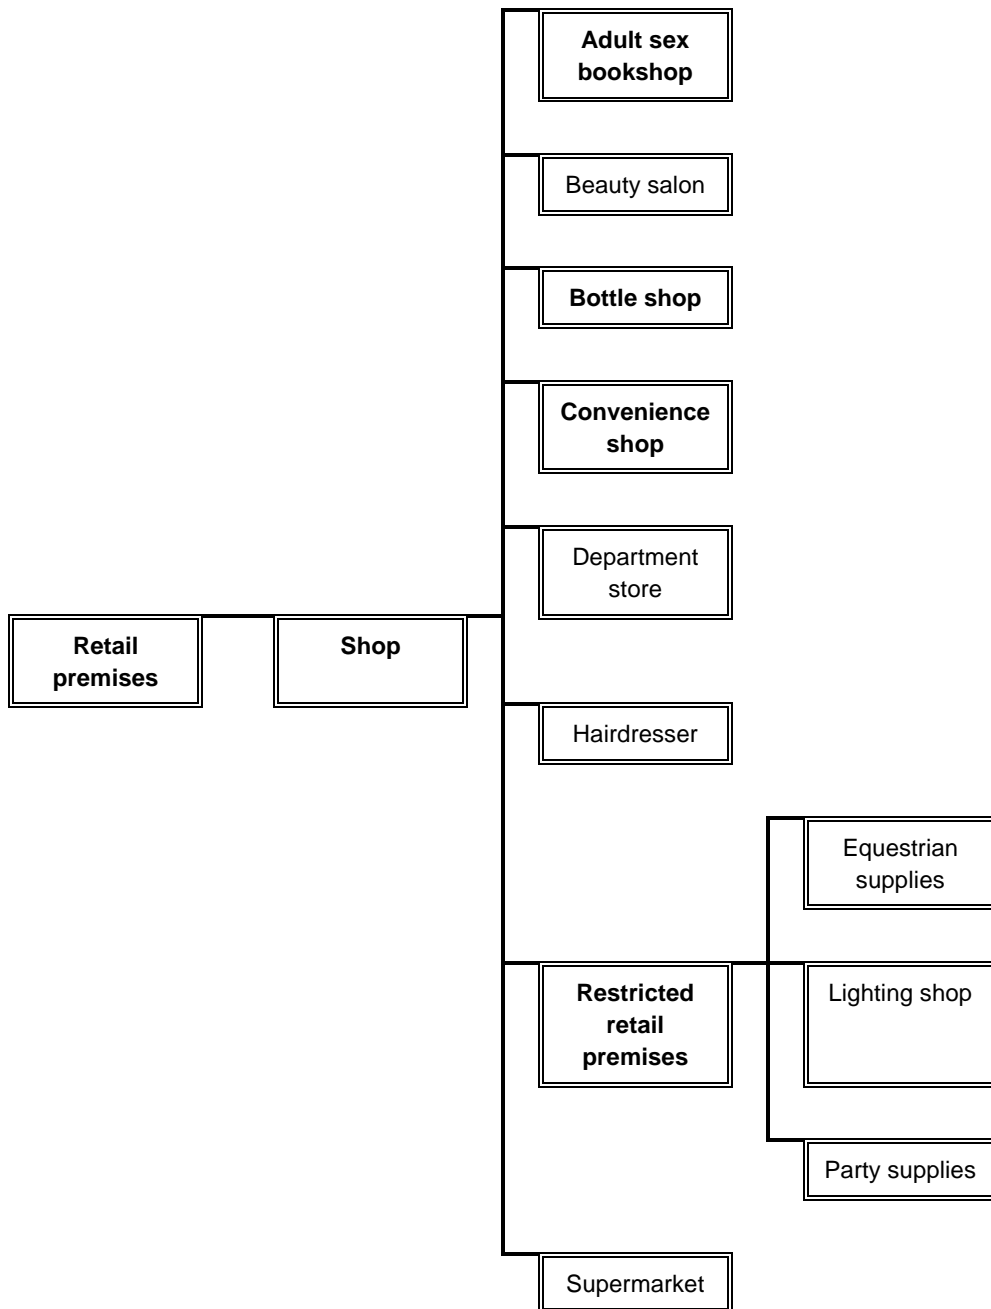 Adult sex
bookshop
Beauty salon
Bottle shop
Convenience
shop
Department
store
Retail
premises
Shop
Hairdresser
Equestrian
supplies
Restricted
retail
premises
Lighting shop
Party supplies
Supermarket